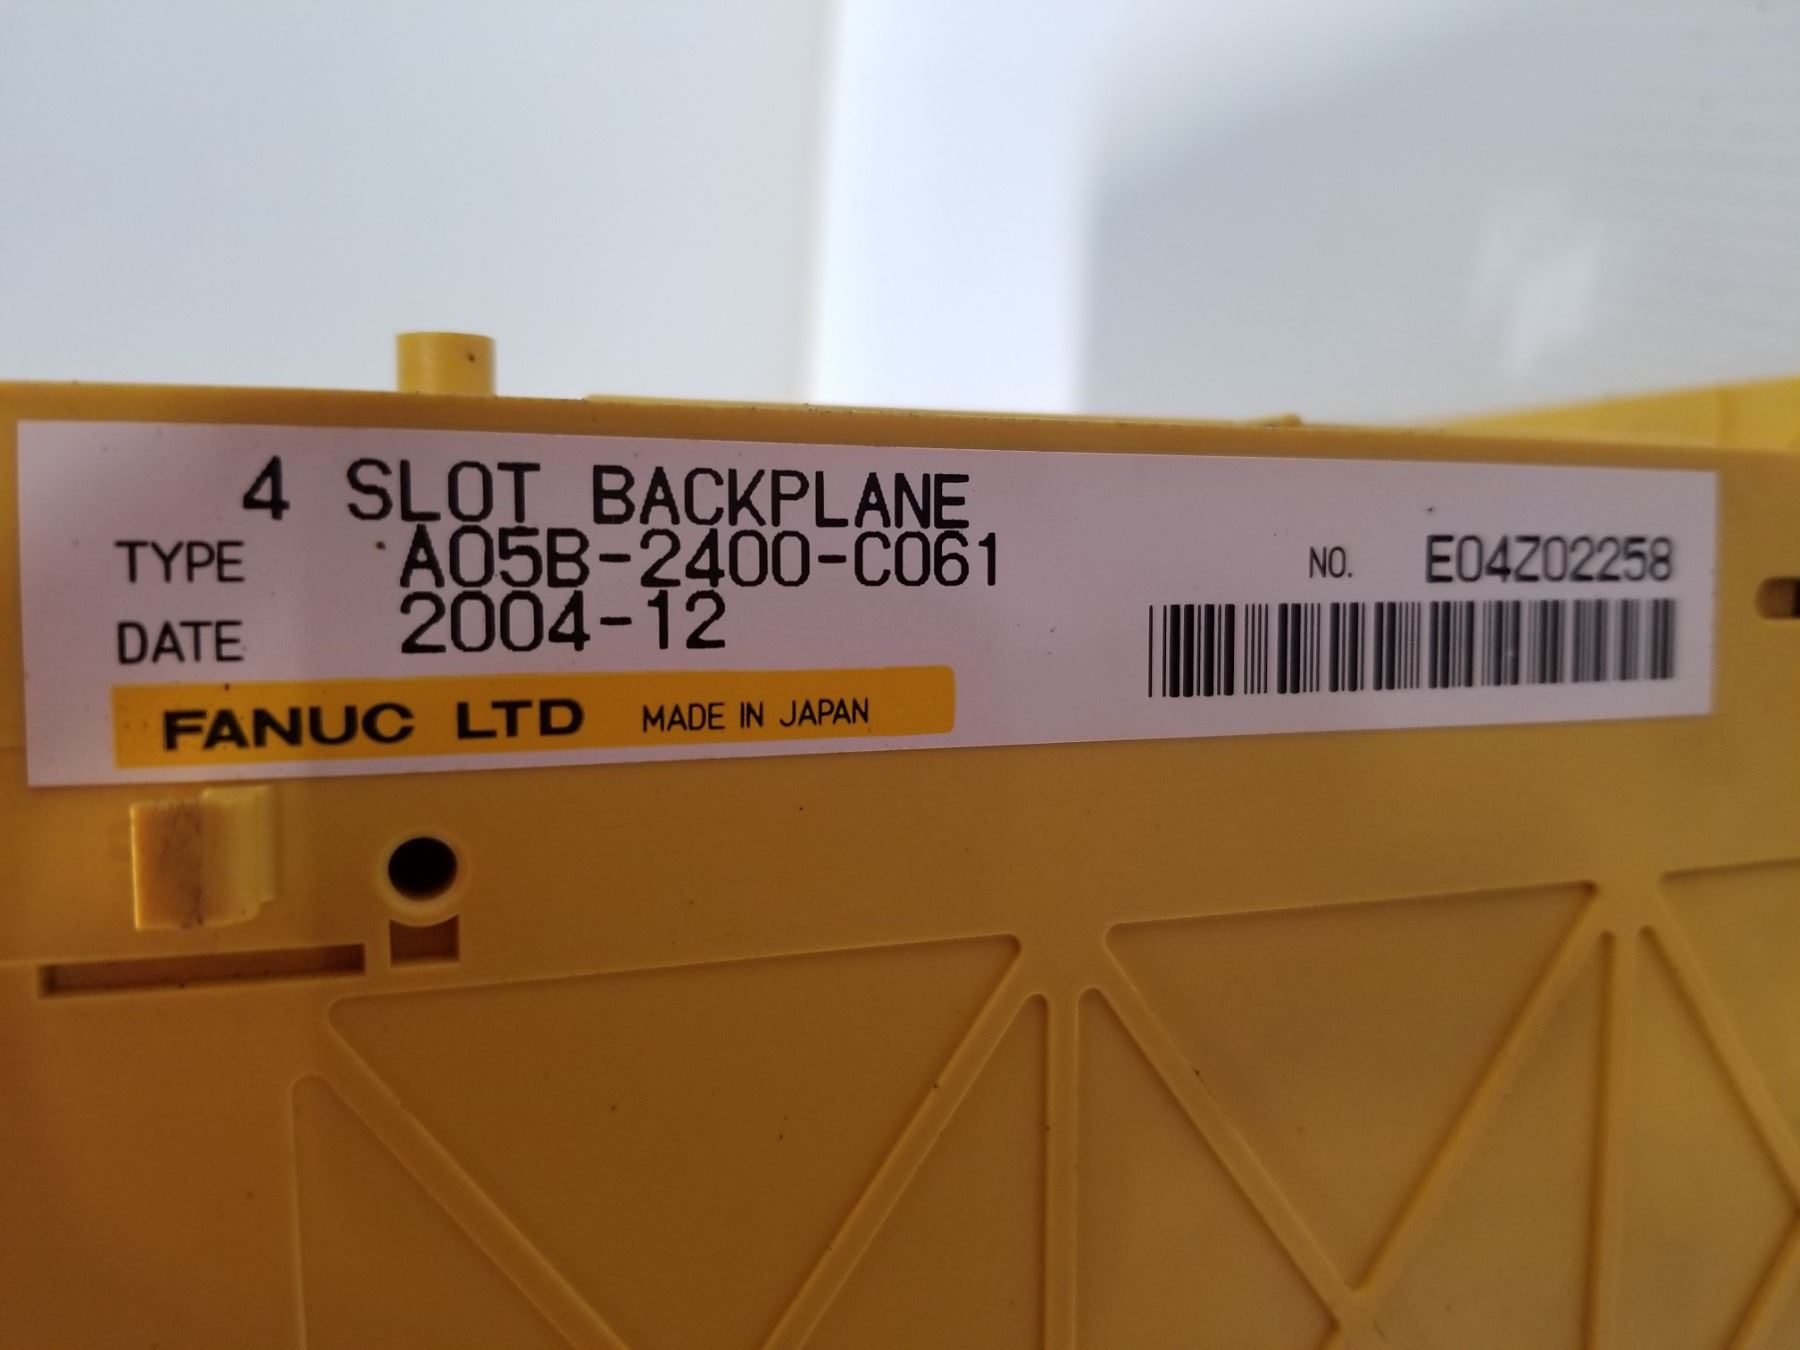 4 SLOT BACKPLANE
TYPE A05B-2400-C061
DATE 2004-12
FANUC LTD MADE IN JAPAN
NO. E04Z02258